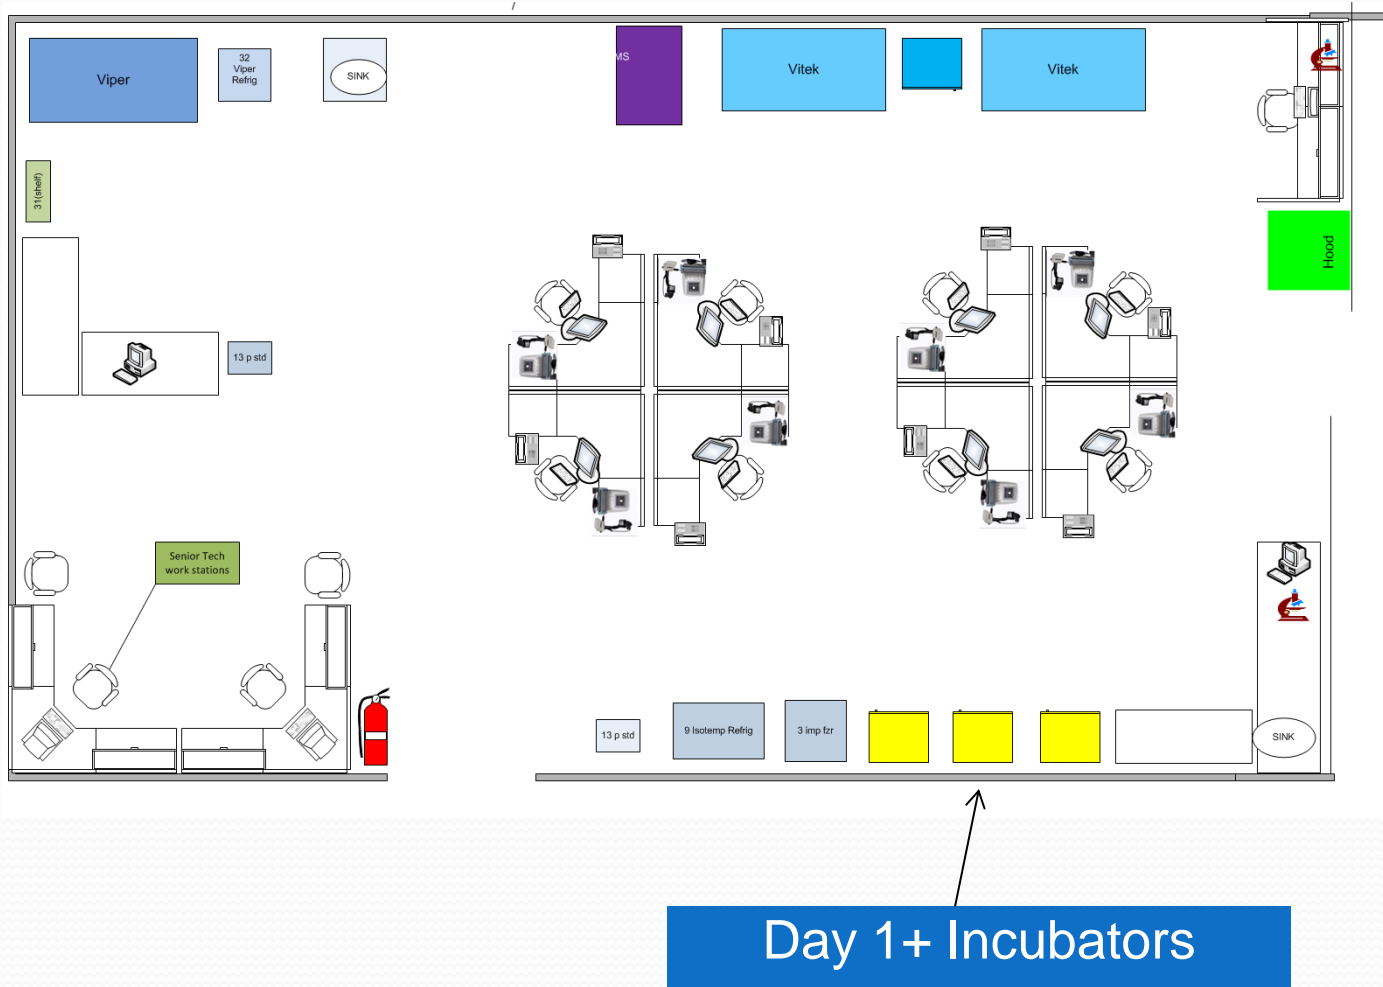 Viper
32
Viper
Refrig
SINK
MS
Vitek
Vitek
31(shelf)
Hood
13 p std
Senior Tech
work stations
13 p std
9 Isotemp Refrig
3 imp fzr
SINK
Day 1+ Incubators